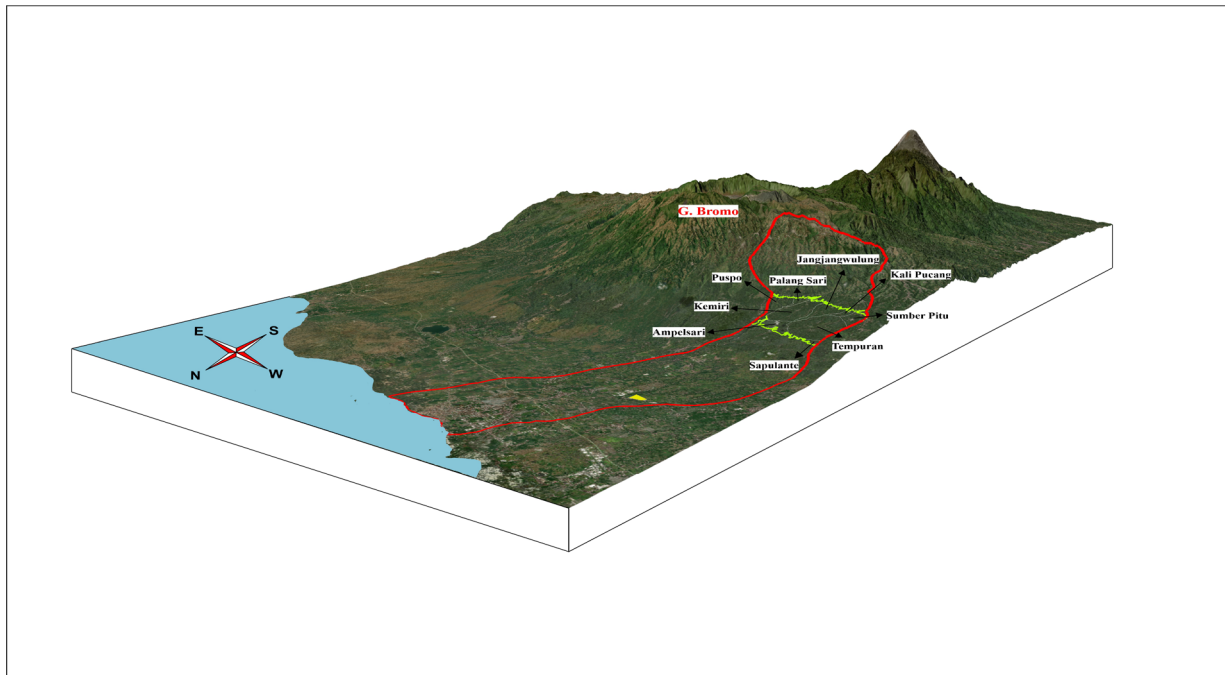 G. Bromo
Jangjangwulung
Puspo
Palang Sari
Kali Pucang
Kemiri
Sumber Pitu
Ampelsari
Tempuran
Sapulante
E
S
N
W